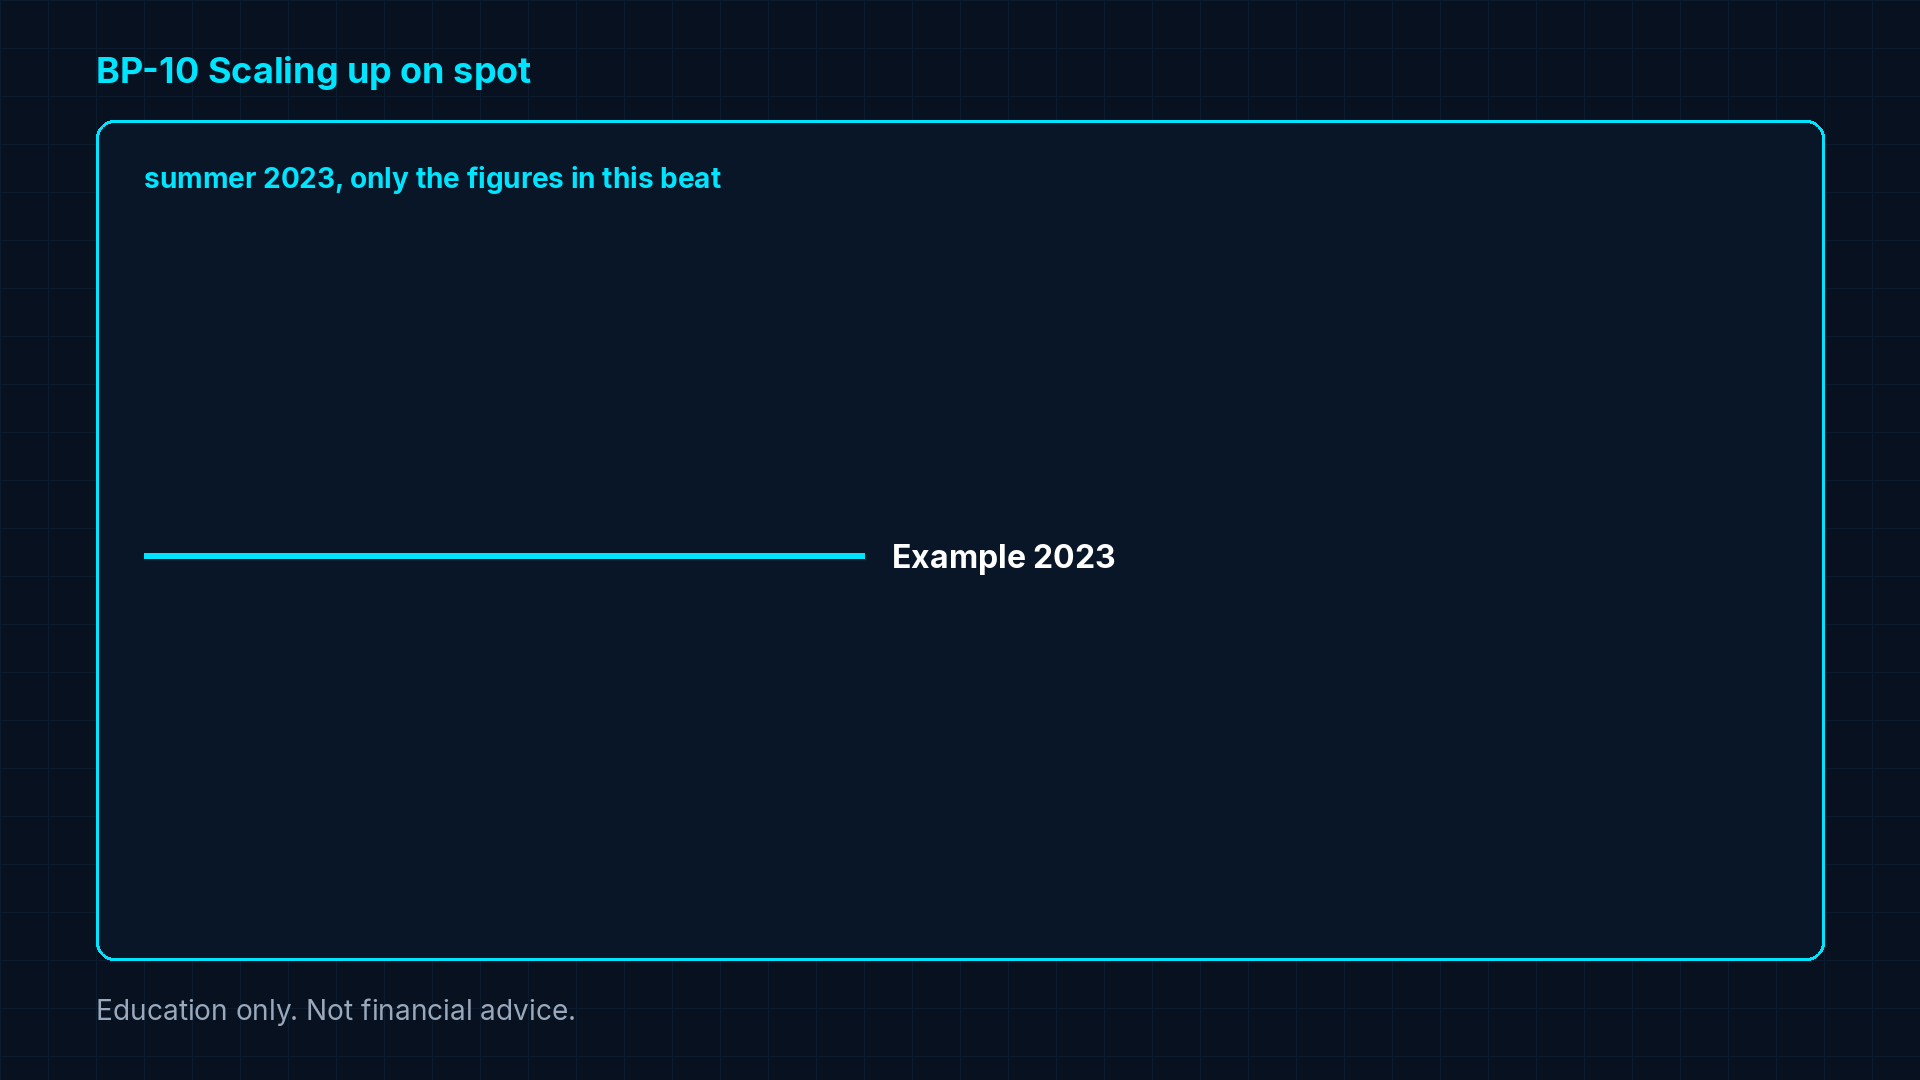 BP-10 Scaling up on spot
summer 2023, only the figures in this beat
Example 2023
Education only. Not financial advice.